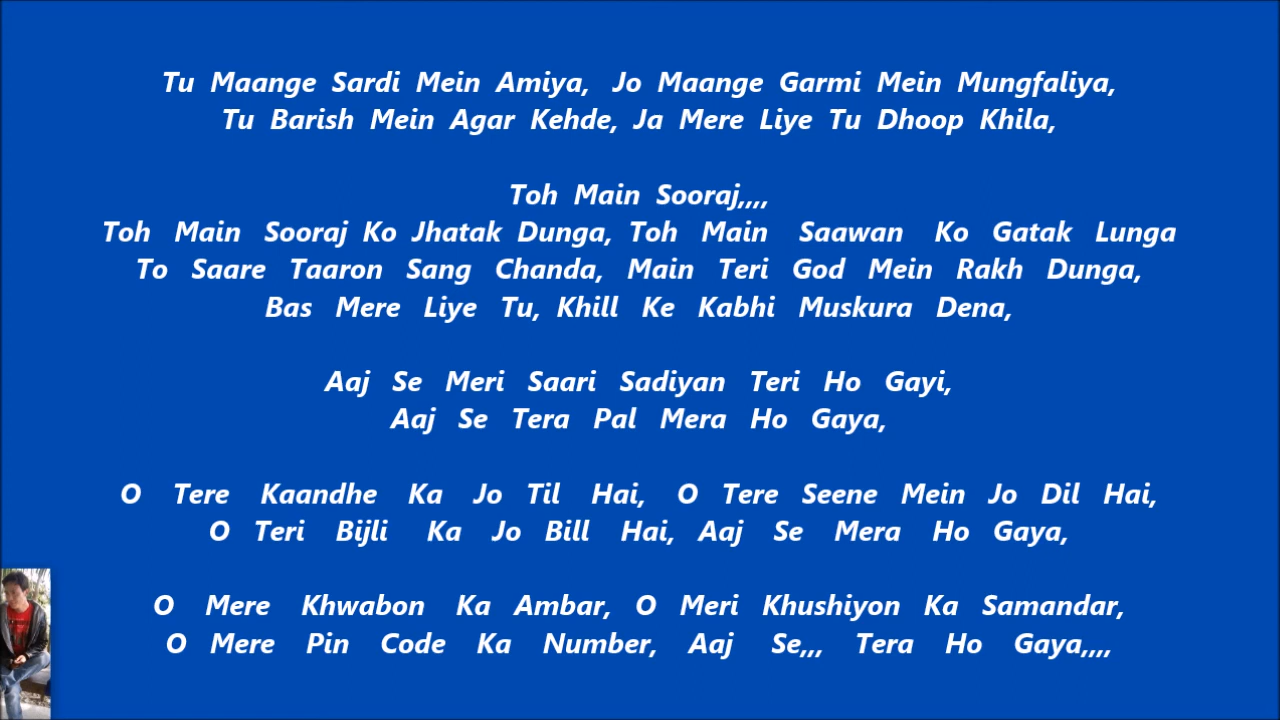 Tu Maange Sardi Mein Amiya, Jo Maange Garmi Mein Mungfaliya,
Tu Barish Mein Agar Kehde, Ja Mere Liye Tu Dhoop Khila,
Toh Main Sooraj,,,,
Toh Main Sooraj Ko Jhatak Dunga, Toh Main Saawan Ko Gatak Lunga
To Saare Taaron Sang Chanda, Main Teri God Mein Rakh Dunga,
Bas Mere Liye Tu, Khill Ke Kabhi Muskura Dena,
Aaj Se Meri Saari Sadiyan Teri Ho Gayi,
Aaj Se Tera Pal Mera Ho Gaya,
O Tere Kaandhe Ka Jo Til Hai, O Tere Seene Mein Jo Dil Hai,
O Teri Bijli Ka Jo Bill Hai, Aaj Se Mera Ho Gaya,
O Mere Khwabon Ka Ambar, O Meri Khushiyon Ka Samandar,
O Mere Pin Code Ka Number, Aaj Se,,, Tera Ho Gaya,,,,